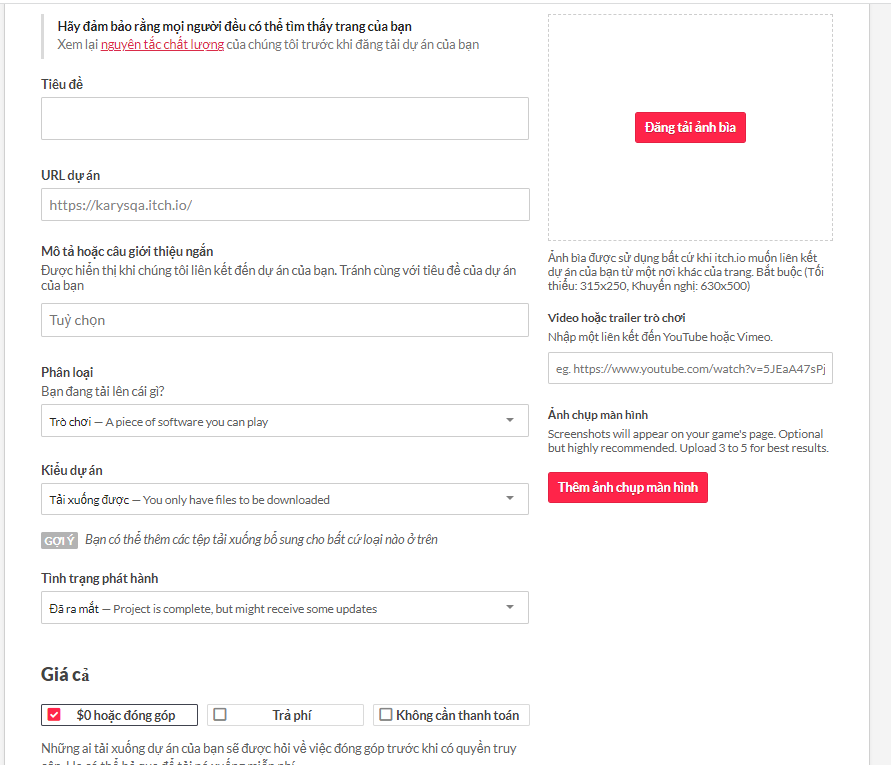 Hãy đảm bảo rằng mọi người đều có thể tìm thấy trang của bạn
Xem lại nguyên tắc chất lượng của chúng tôi trước khi đăng tải dự án của bạn
Tiêu đề
URL dự án
https://karysqa.itch.io/
Mô tả hoặc câu giới thiệu ngắn
Được hiển thị khi chúng tôi liên kết đến dự án của bạn. Tránh cùng với tiêu đề của dự án
của bạn
Tuỳ chọn
Phân loại
Bạn đang tải lên cái gì?
Trò chơi — A piece of software you can play
Kiểu dự án
Tải xuống được — You only have files to be downloaded
GỢI Ý Bạn có thể thêm các tệp tải xuống bổ sung cho bất cứ loại nào ở trên
Tình trạng phát hành
Đã ra mắt — Project is complete, but might receive some updates
Giá cả
$0 hoặc đóng góp
Trả phí
Không cần thanh toán
Những ai tải xuống dự án của bạn sẽ được hỏi về việc đóng góp trước khi có quyền truy
Đăng tải ảnh bìa
Ảnh bìa được sử dụng bất cứ khi itch.io muốn liên kết
dự án của bạn từ một nơi khác của trang. Bắt buộc (Tối
thiểu: 315x250, Khuyến nghị: 630x500)
Video hoặc trailer trò chơi
Nhập một liên kết đến YouTube hoặc Vimeo.
eg. https://www.youtube.com/watch?v=5JEaA47sPj
Ảnh chụp màn hình
Screenshots will appear on your game's page. Optional
but highly recommended. Upload 3 to 5 for best results.
Thêm ảnh chụp màn hình